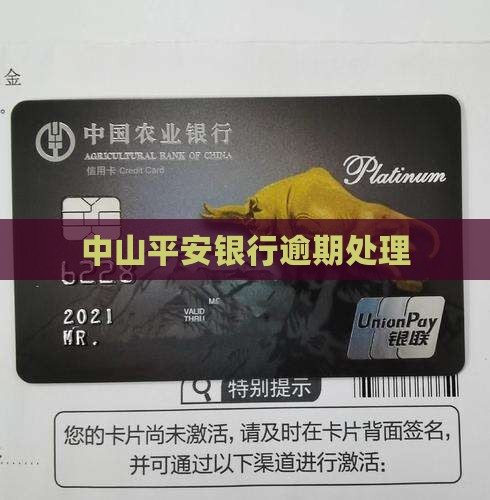 金
中国农业银行
AGRICULTURAL BANK OF CHINA
信用卡 Credit Card
Platinum
中山平安银行逾期处理
6228
2021
MC
VALID
THRU
MR.
UnionPay
银联
特别提示
您的卡片尚未激活,请及时在卡片背面签名,
并可通过以下渠道进行激活: